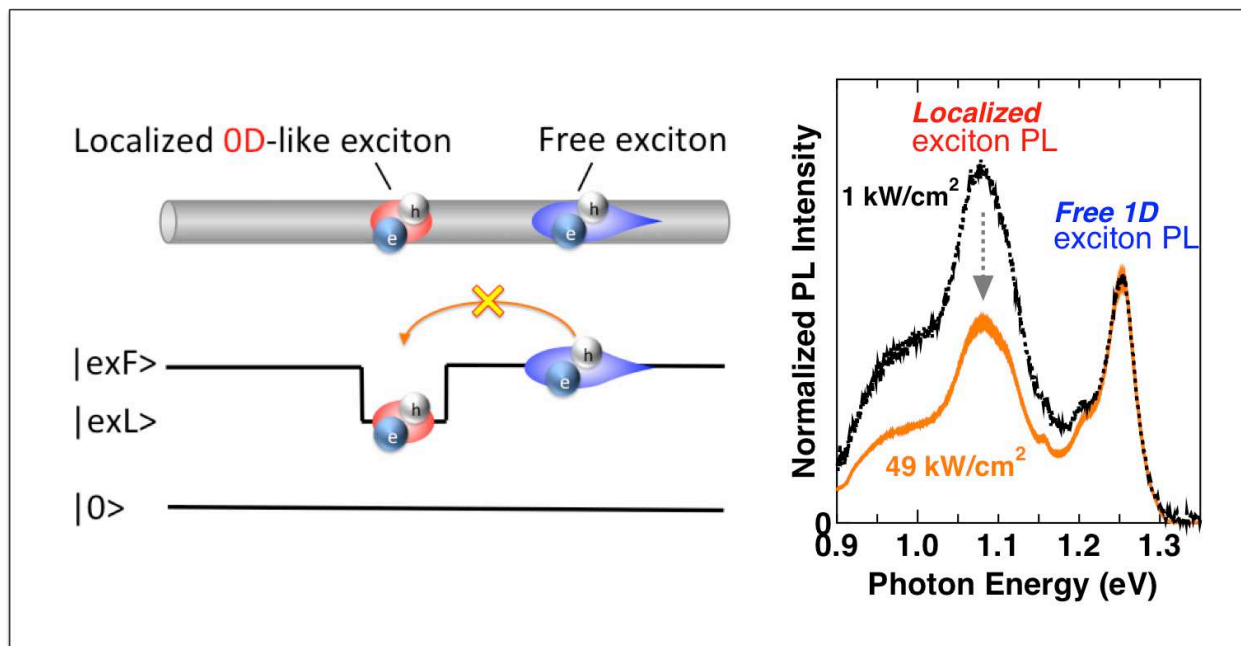 Localized 0D-like exciton
Free exciton
h
e
h
e
|exF>
|exL>
|0>
h
e
h
e
Normalized PL Intensity
Localized
exciton PL
1 kW/cm²
Free 1D
exciton PL
49 kW/cm²
0
0.9
1.0
1.1
1.2
1.3
Photon Energy (eV)